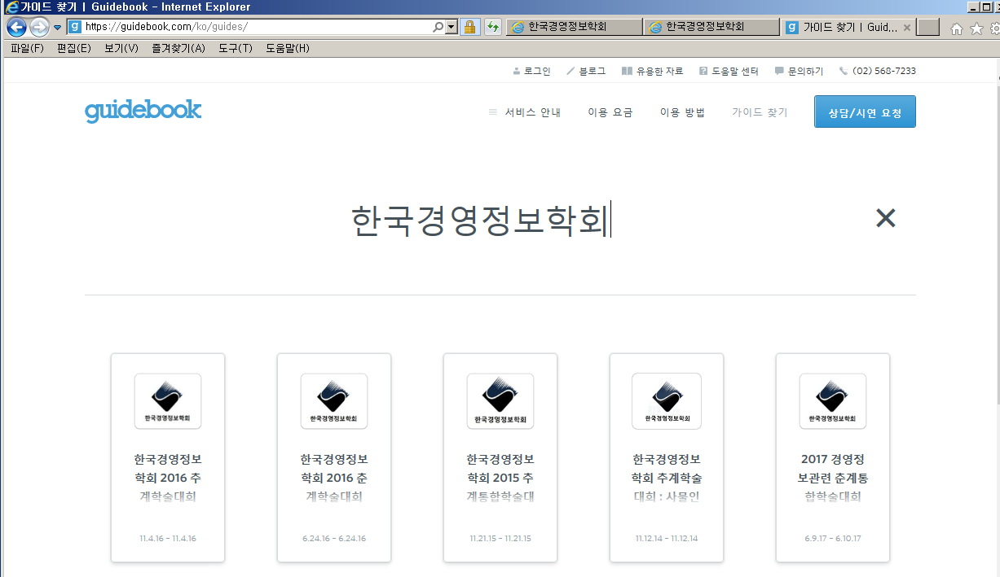 가이드 찾기 | Guidebook - Internet Explorer
https://guidebook.com/ko/guides/
한국경영정보학회
한국경영정보학회
가이드 찾기 | Guid...
파일(F) 편집(E) 보기(V) 즐겨찾기(A) 도구(T) 도움말(H)
로그인 블로그 유용한 자료 도움말 센터 문의하기 (02) 568-7233
guidebook
서비스 안내 이용 요금 이용 방법 가이드 찾기 상담/시연 요청
한국경영정보학회
한국경영정보학회
한국경영정보
학회 2016 추
계학술대회
11.4.16 - 11.4.16
한국경영정보학회
한국경영정보
학회 2016 춘
계학술대회
6.24.16 - 6.24.16
한국경영정보학회
한국경영정보
학회 2015 추
계통합학술대
11.21.15 - 11.21.15
한국경영정보학회
한국경영정보
학회 추계학술
대회 : 사물인
11.12.14 - 11.12.14
한국경영정보학회
2017 경영정
보관련 춘계통
합학술대회
6.9.17 - 6.10.17